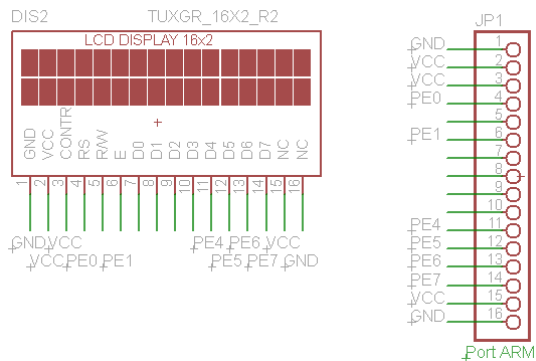 DIS2 TUXGR_16X2_R2
LCD DISPLAY 16x2
GND VCC CONTR RS R/W E D0 D1 D2 D3 D4 D5 D6 D7 NC NC
1 2 3 4 5 6 7 8 9 10 11 12 13 14 15 16
GND VCC PE4 PE6 VCC
VCC PE0 PE1 PE5 PE7 GND
JP1
GND 1
VCC 2
VCC 3
PE0 4
5
PE1 6
7
8
9
10
PE4 11
PE5 12
PE6 13
PE7 14
VCC 15
GND 16
Port ARM